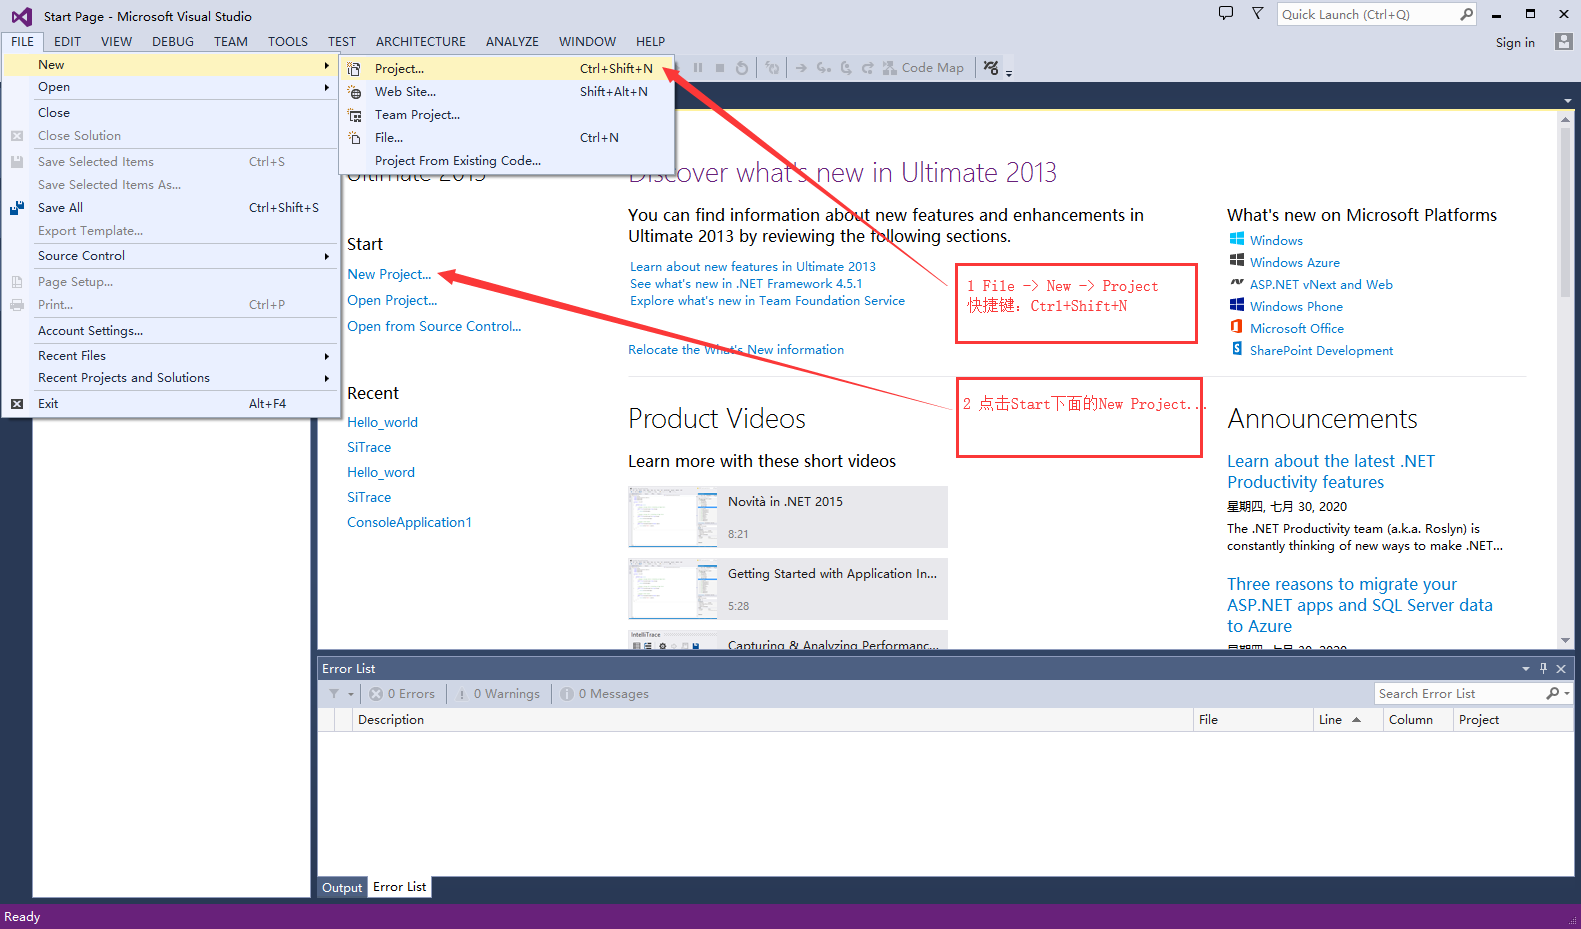 Start Page - Microsoft Visual Studio
Quick Launch (Ctrl+Q)
FILE EDIT VIEW DEBUG TEAM TOOLS TEST ARCHITECTURE ANALYZE WINDOW HELP
Sign in
New
Open
Close
Close Solution
Save Selected Items Ctrl+S
Save Selected Items As...
Save All Ctrl+Shift+S
Export Template...
Source Control
Page Setup...
Print... Ctrl+P
Account Settings...
Recent Files
Recent Projects and Solutions
Exit Alt+F4
Project... Ctrl+Shift+N
Web Site... Shift+Alt+N
Team Project...
File... Ctrl+N
Project From Existing Code...
Code Map
Ultimate 2013
Start
New Project...
Open Project...
Open from Source Control...
Recent
Hello_world
SiTrace
Hello_word
SiTrace
ConsoleApplication1
Discover what's new in Ultimate 2013
You can find information about new features and enhancements in
Ultimate 2013 by reviewing the following sections.
Learn about new features in Ultimate 2013
See what's new in .NET Framework 4.5.1
Explore what's new in Team Foundation Service
Relocate the What's New information
1 File -> New -> Project
快捷键：Ctrl+Shift+N
2 点击Start下面的New Project...
Product Videos
Learn more with these short videos
Novità in .NET 2015
8:21
Getting Started with Application In...
5:28
IntelliTrace
Capturing & Analyzing Performanc...
What's new on Microsoft Platforms
Windows
Windows Azure
ASP.NET vNext and Web
Windows Phone
Microsoft Office
SharePoint Development
Announcements
Learn about the latest .NET
Productivity features
星期四, 七月 30, 2020
The .NET Productivity team (a.k.a. Roslyn) is
constantly thinking of new ways to make .NET...
Three reasons to migrate your
ASP.NET apps and SQL Server data
to Azure
Error List
0 Errors 0 Warnings 0 Messages
Search Error List
Description File Line Column Project
Output Error List
Ready